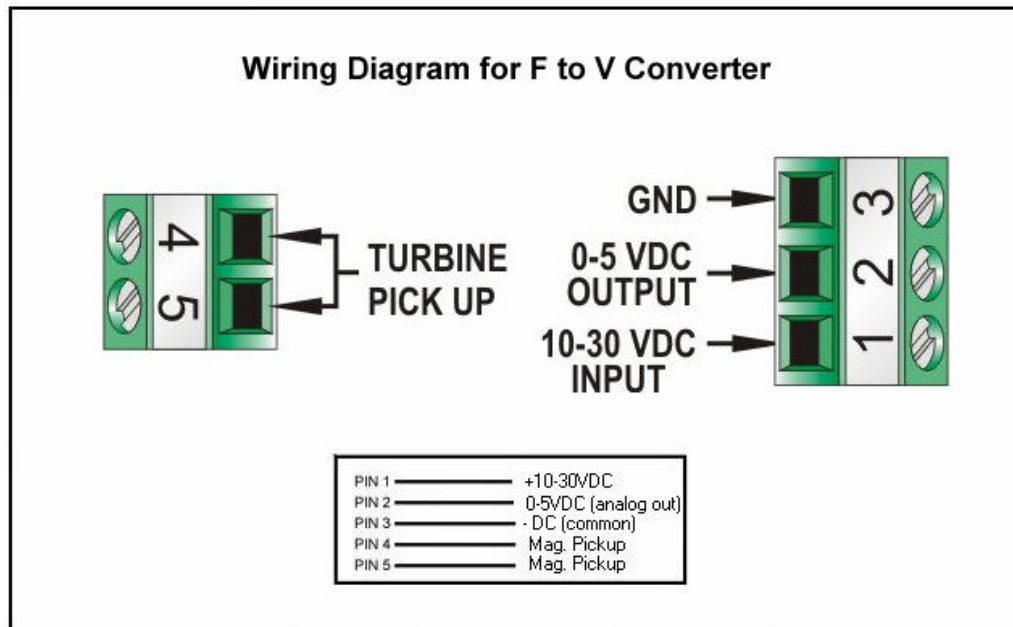 Wiring Diagram for F to V Converter
4
5
TURBINE
PICK UP
GND
0-5 VDC
OUTPUT
10-30 VDC
INPUT
3
2
1
PIN 1 +10-30VDC
PIN 2 0-5VDC (analog out)
PIN 3 - DC (common)
PIN 4 Mag. Pickup
PIN 5 Mag. Pickup